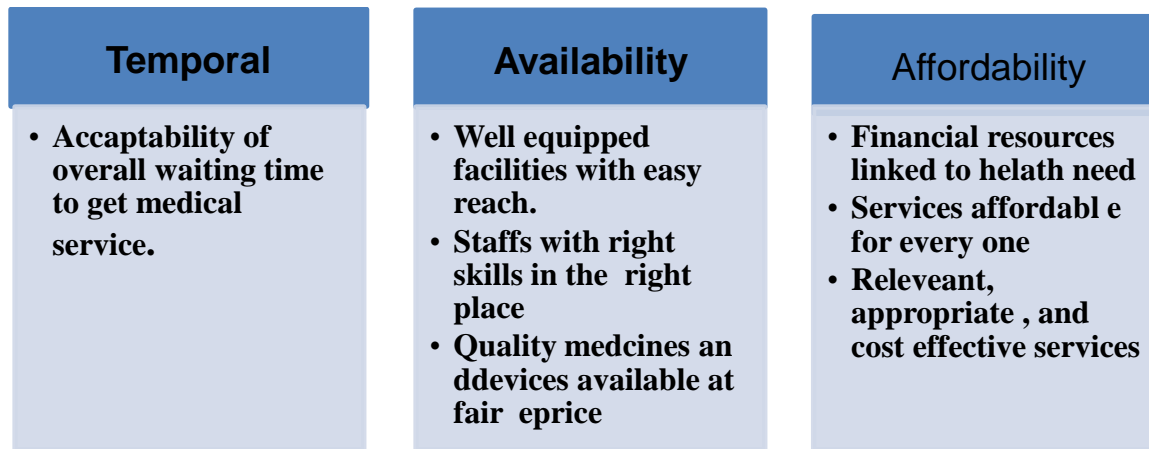 Temporal
• Accaptability of
overall waiting time
to get medical
service.
Availability
• Well equipped
facilities with easy
reach.
• Staffs with right
skills in the right
place
• Quality medcines an
ddevices available at
fair eprice
Affordability
• Financial resources
linked to helath need
• Services affordabl e
for every one
• Releveant,
appropriate , and
cost effective services